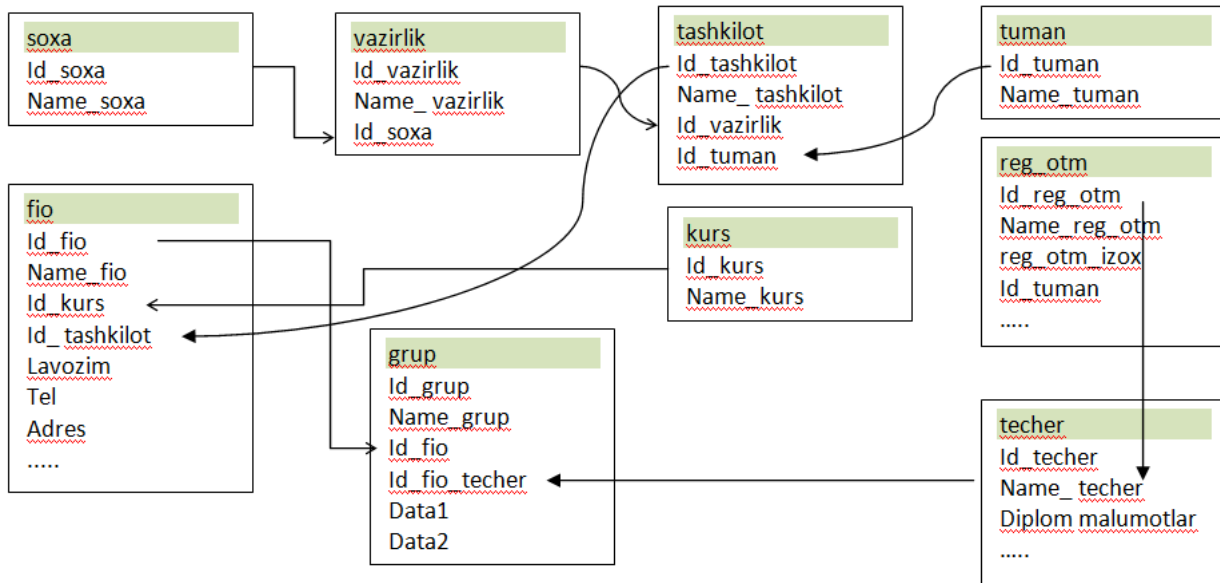 soxa
Id_soxa
Name_soxa
vazirlik
Id_vazirlik
Name_ vazirlik
Id_soxa
tashkilot
Id_tashkilot
Name_ tashkilot
Id_vazirlik
Id_tuman
tuman
Id_tuman
Name_tuman
reg_otm
Id_reg_otm
Name_reg_otm
reg_otm_izox
Id_tuman
.....
fio
Id_fio
Name_fio
Id_kurs
Id_ tashkilot
Lavozim
Tel
Adres
.....
kurs
Id_kurs
Name_kurs
grup
Id_grup
Name_grup
Id_fio
Id_fio_techer
Data1
Data2
techer
Id_techer
Name_ techer
Diplom malumotlar
.....